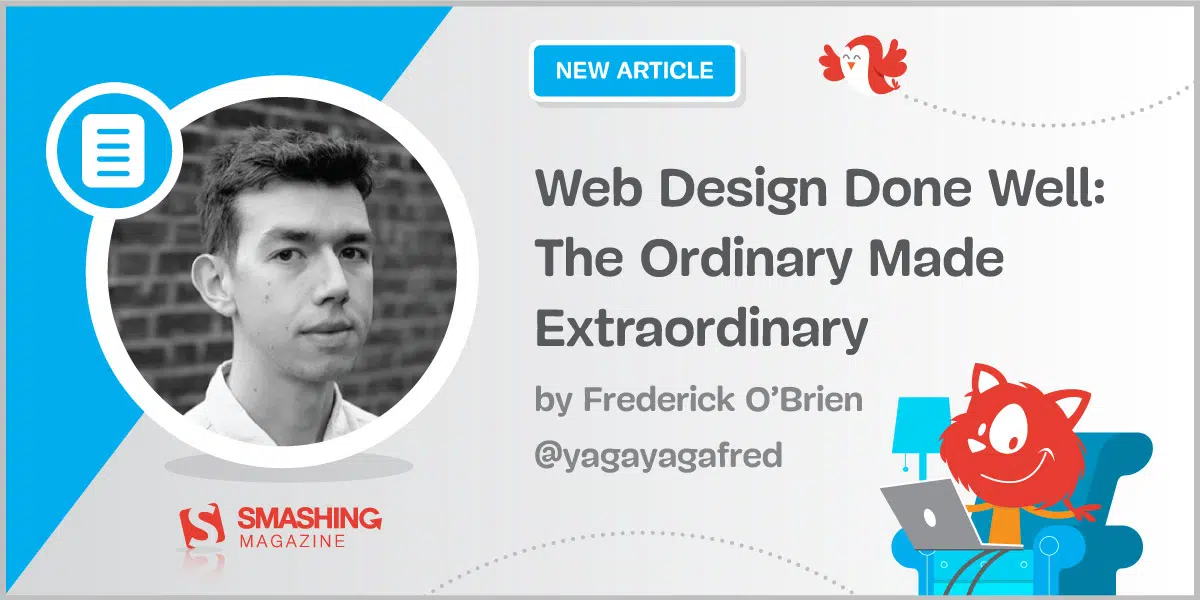 NEW ARTICLE
Web Design Done Well:
The Ordinary Made
Extraordinary
by Frederick O’Brien
@yagayagafred
SMASHING
MAGAZINE